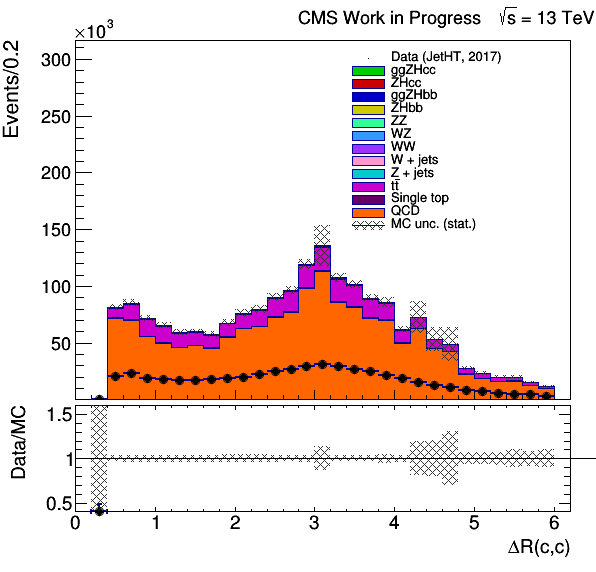 CMS Work in Progress √s = 13 TeV
×10³
Events/0.2
300
250
200
150
100
50
Data (JetHT, 2017)
ggZHcc
ZHcc
ggZHbb
ZHbb
ZZ
WZ
WW
W + jets
Z + jets
tt̄
Single top
QCD
MC unc. (stat.)
Data/MC
1.5
1
0.5
0 1 2 3 4 5 6
ΔR(c,c)